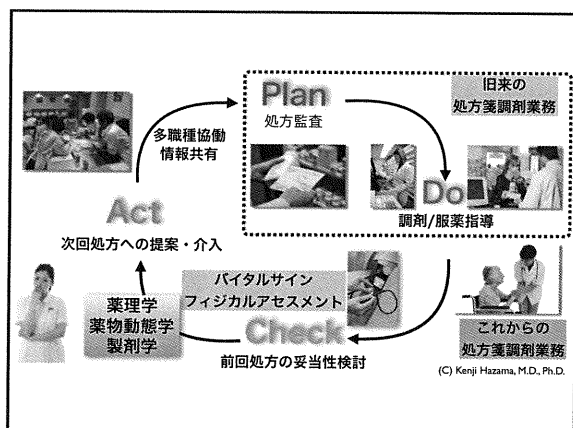 Plan
処方監査
旧来の
処方箋調剤業務
多職種協働
情報共有
Do
調剤/服薬指導
Act
次回処方への提案・介入
バイタルサイン
フィジカルアセスメント
薬理学
薬物動態学
製剤学
Check
前回処方の妥当性検討
これからの
処方箋調剤業務
(C) Kenji Hazama, M.D., Ph.D.